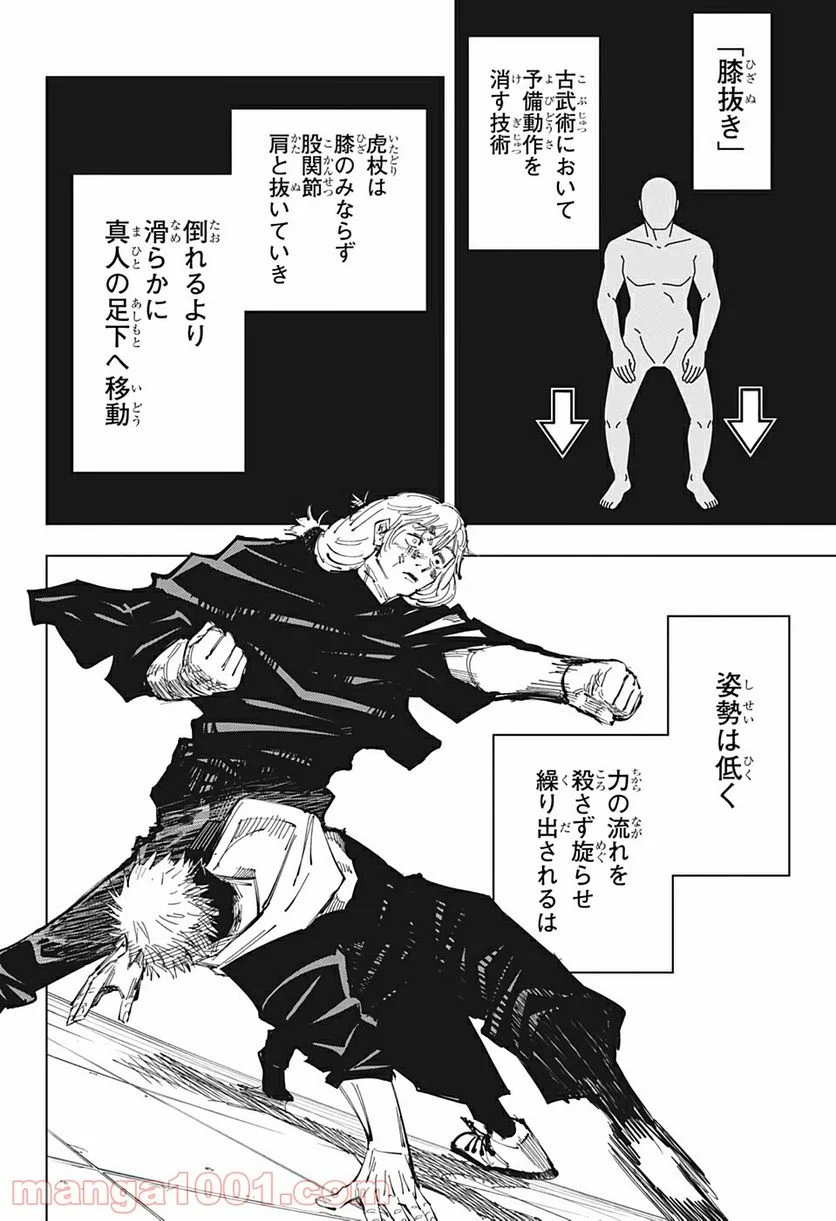 「膝抜き」
古武術において
予備動作を
消す技術
虎杖は
膝のみならず
股関節
肩と抜いていき
倒れるより
滑らかに
真人の足下へ移動
姿勢は低く
力の流れを
殺さず旋らせ
繰り出されるは
manga1001.com